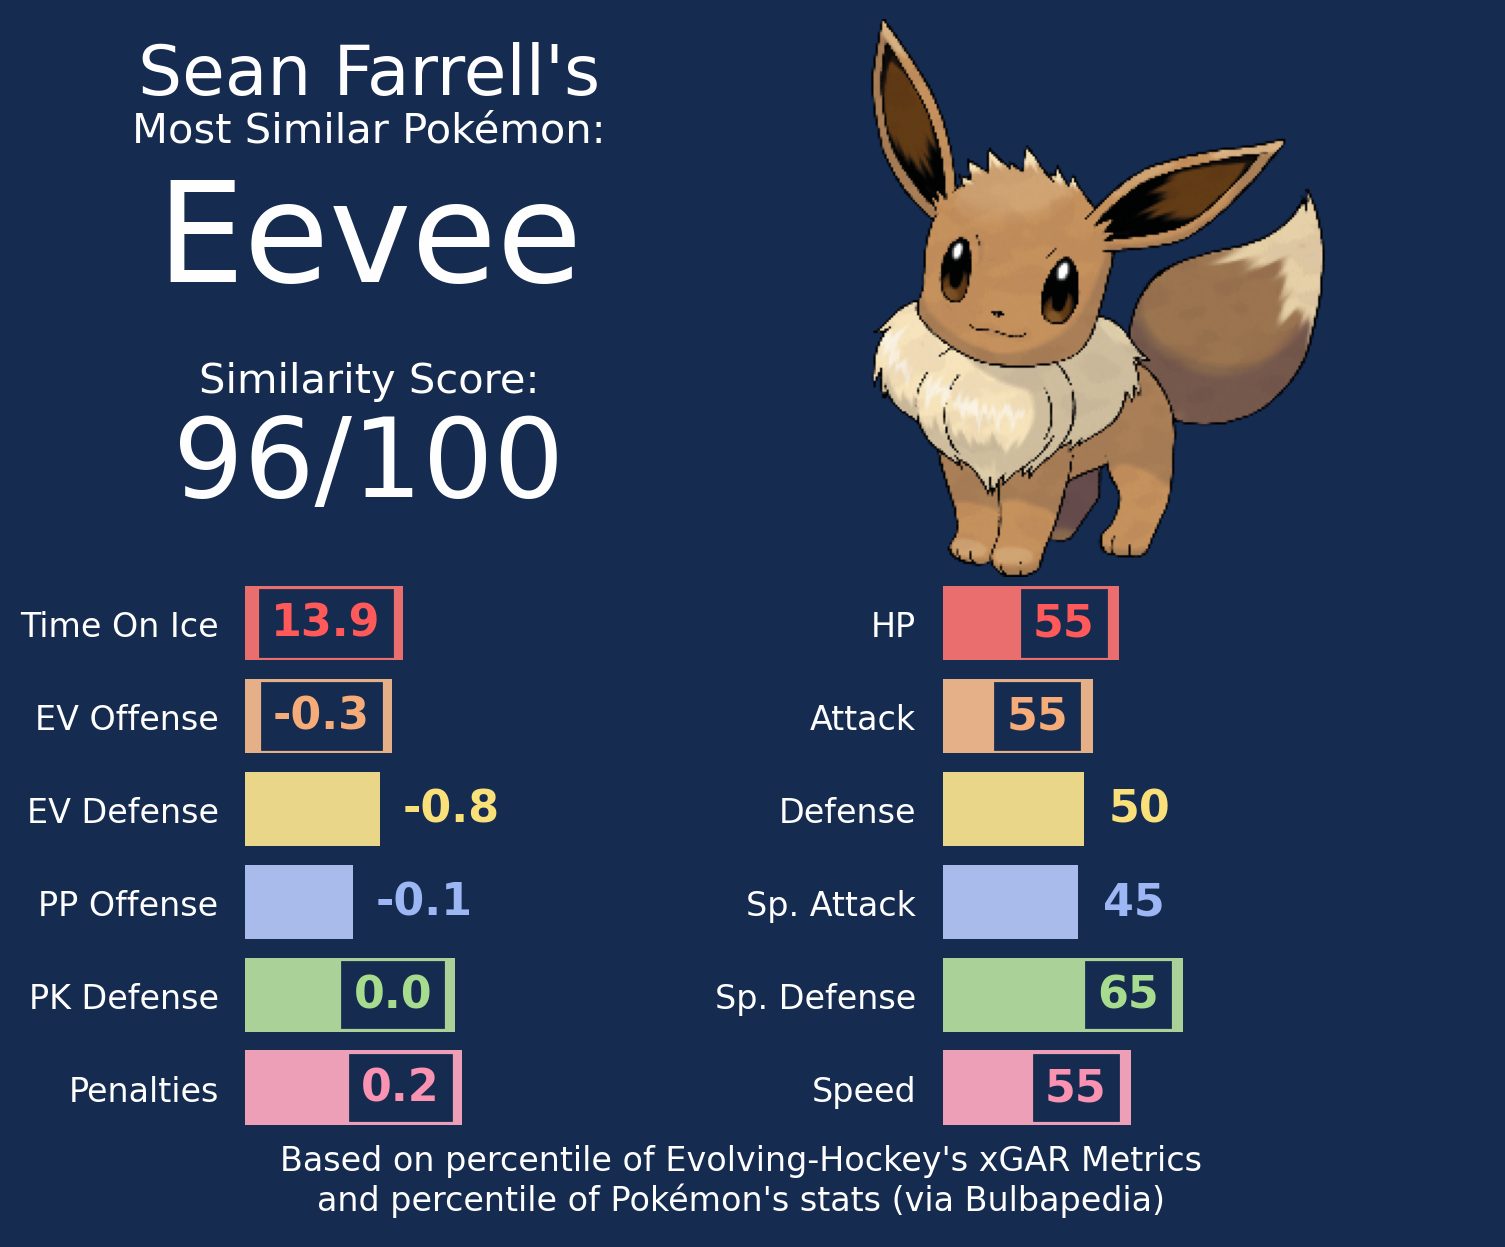 Sean Farrell's
Most Similar Pokémon:
Eevee
Similarity Score:
96/100
Time On Ice 13.9
EV Offense -0.3
EV Defense -0.8
PP Offense -0.1
PK Defense 0.0
Penalties 0.2
HP 55
Attack 55
Defense 50
Sp. Attack 45
Sp. Defense 65
Speed 55
Based on percentile of Evolving-Hockey's xGAR Metrics
and percentile of Pokémon's stats (via Bulbapedia)